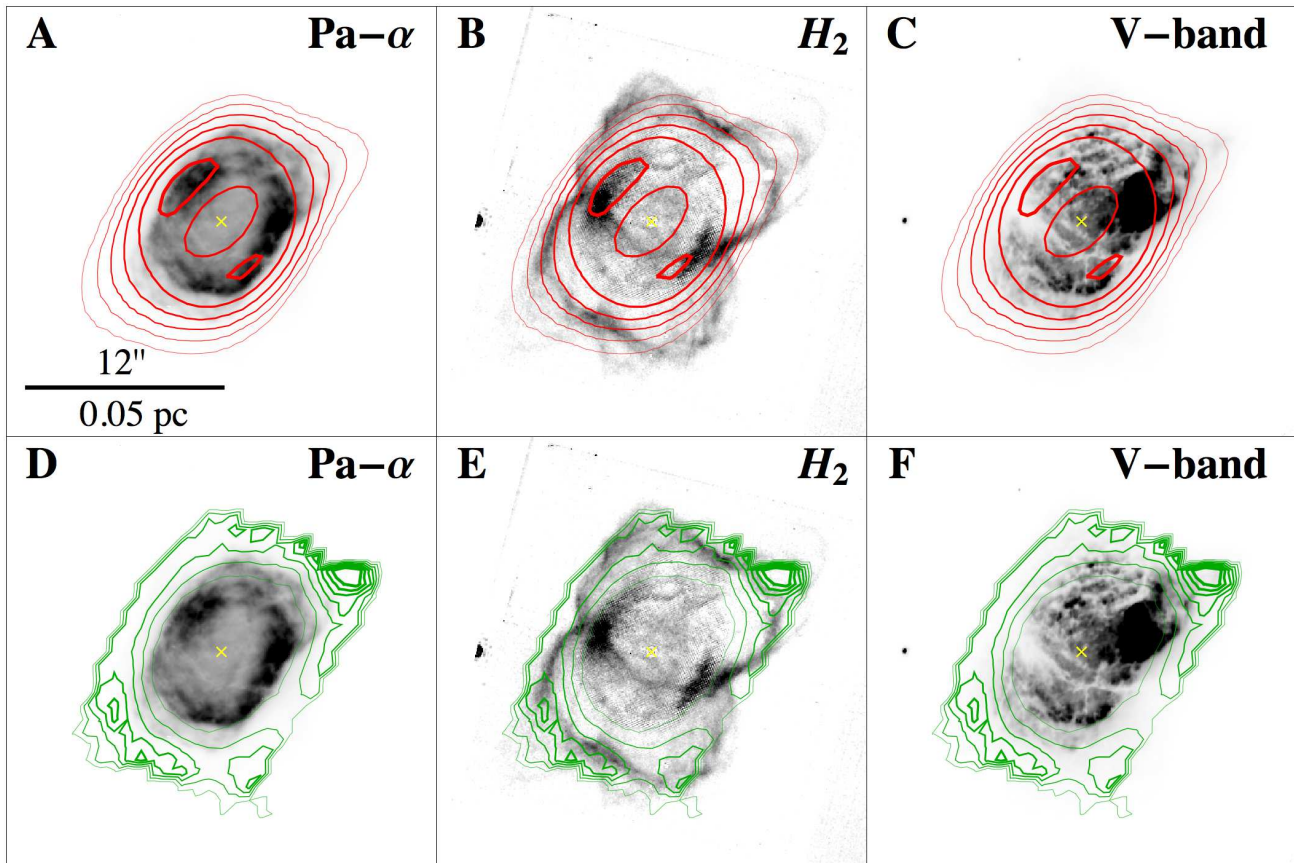 A Pa−α
B H₂
C V−band
12"
0.05 pc
D Pa−α
E H₂
F V−band